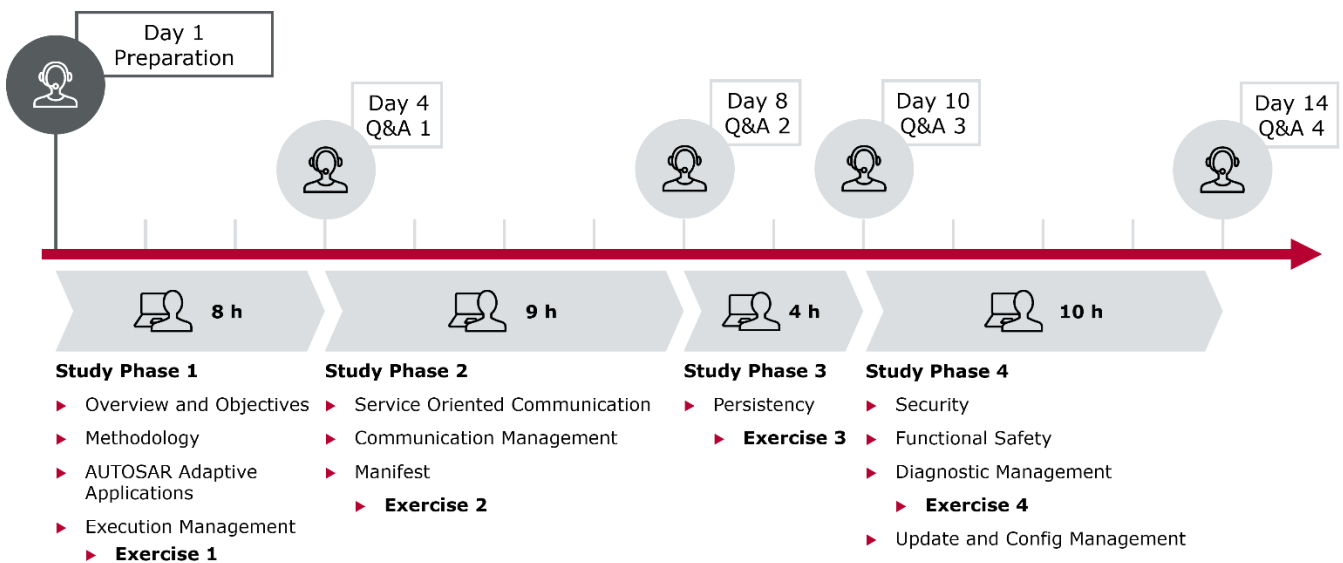 Day 1
Preparation
Day 4
Q&A 1
Day 8
Q&A 2
Day 10
Q&A 3
Day 14
Q&A 4
8 h
9 h
4 h
10 h
Study Phase 1
Overview and Objectives
Methodology
AUTOSAR Adaptive
Applications
Execution Management
Exercise 1
Study Phase 2
Service Oriented Communication
Communication Management
Manifest
Exercise 2
Study Phase 3
Persistency
Exercise 3
Study Phase 4
Security
Functional Safety
Diagnostic Management
Exercise 4
Update and Config Management